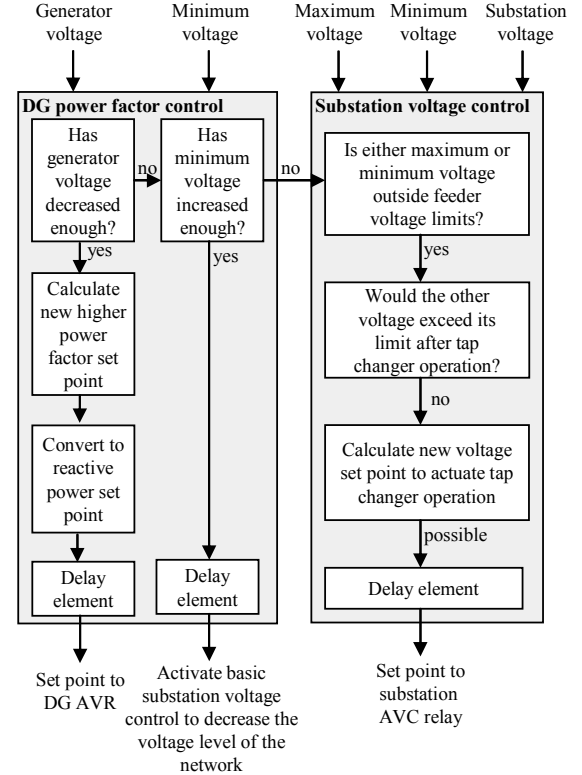 Generator
voltage
Minimum
voltage
Maximum
voltage
Minimum
voltage
Substation
voltage
DG power factor control
Has
generator
voltage
decreased
enough?
no
Has
minimum
voltage
increased
enough?
no
yes
Calculate
new higher
power
factor set
point
Convert to
reactive
power set
point
Delay
element
Set point to
DG AVR
yes
Delay
element
Activate basic
substation voltage
control to decrease the
voltage level of the
network
Substation voltage control
Is either maximum or
minimum voltage
outside feeder
voltage limits?
yes
Would the other
voltage exceed its
limit after tap
changer operation?
no
Calculate new voltage
set point to actuate tap
changer operation
possible
Delay element
Set point to
substation
AVC relay